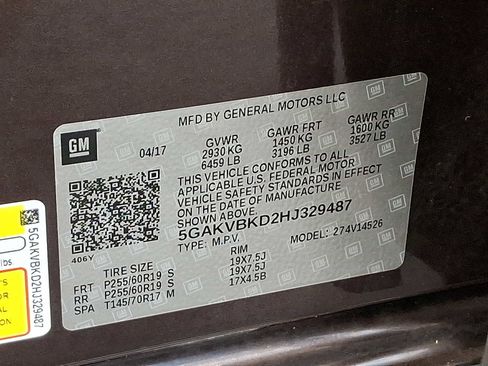 MFD BY GENERAL MOTORS LLC
GM
04/17
GVWR GAWR FRT GAWR RR
2930 KG 1450 KG 1600 KG
6459 LB 3196 LB 3527 LB
THIS VEHICLE CONFORMS TO ALL
APPLICABLE U.S. FEDERAL MOTOR
VEHICLE SAFETY STANDARDS IN EFFECT
ON THE DATE OF MANUFACTURE
SHOWN ABOVE.
406Y
5GAKVBKD2HJ329487
TYPE: M.P.V. MODEL: 274V14526
TIRE SIZE RIM
FRT P255/60R19 S 19X7.5J
RR P255/60R19 S 19X7.5J
SPA T145/70R17 M 17X4.5B
5GAKVBKD2HJ329487